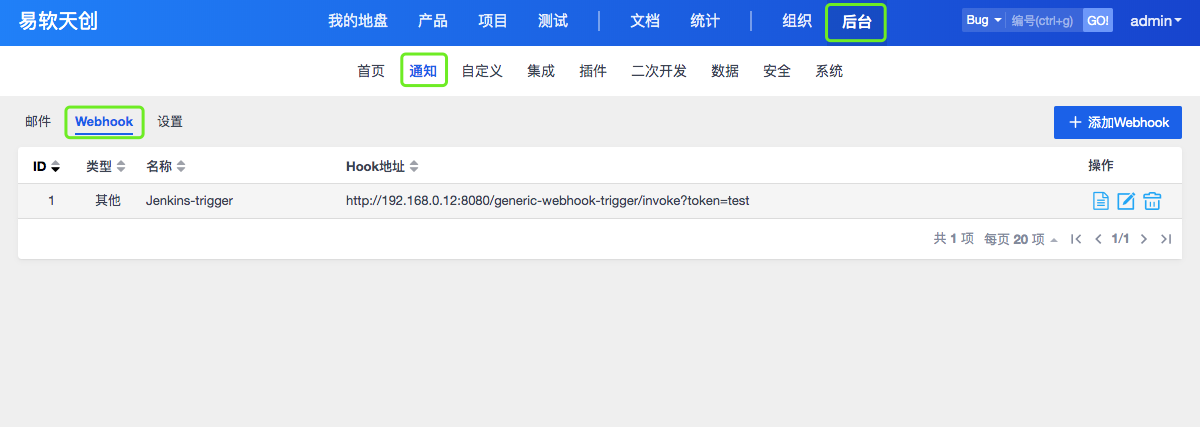 易软天创 我的地盘 产品 项目 测试 文档 统计 组织 后台 Bug 编号(ctrl+g) GO! admin
首页 通知 自定义 集成 插件 二次开发 数据 安全 系统
邮件 Webhook 设置 添加Webhook
ID 类型 名称 Hook地址 操作
1 其他 Jenkins-trigger http://192.168.0.12:8080/generic-webhook-trigger/invoke?token=test
共 1 项 每页 20 项 1/1